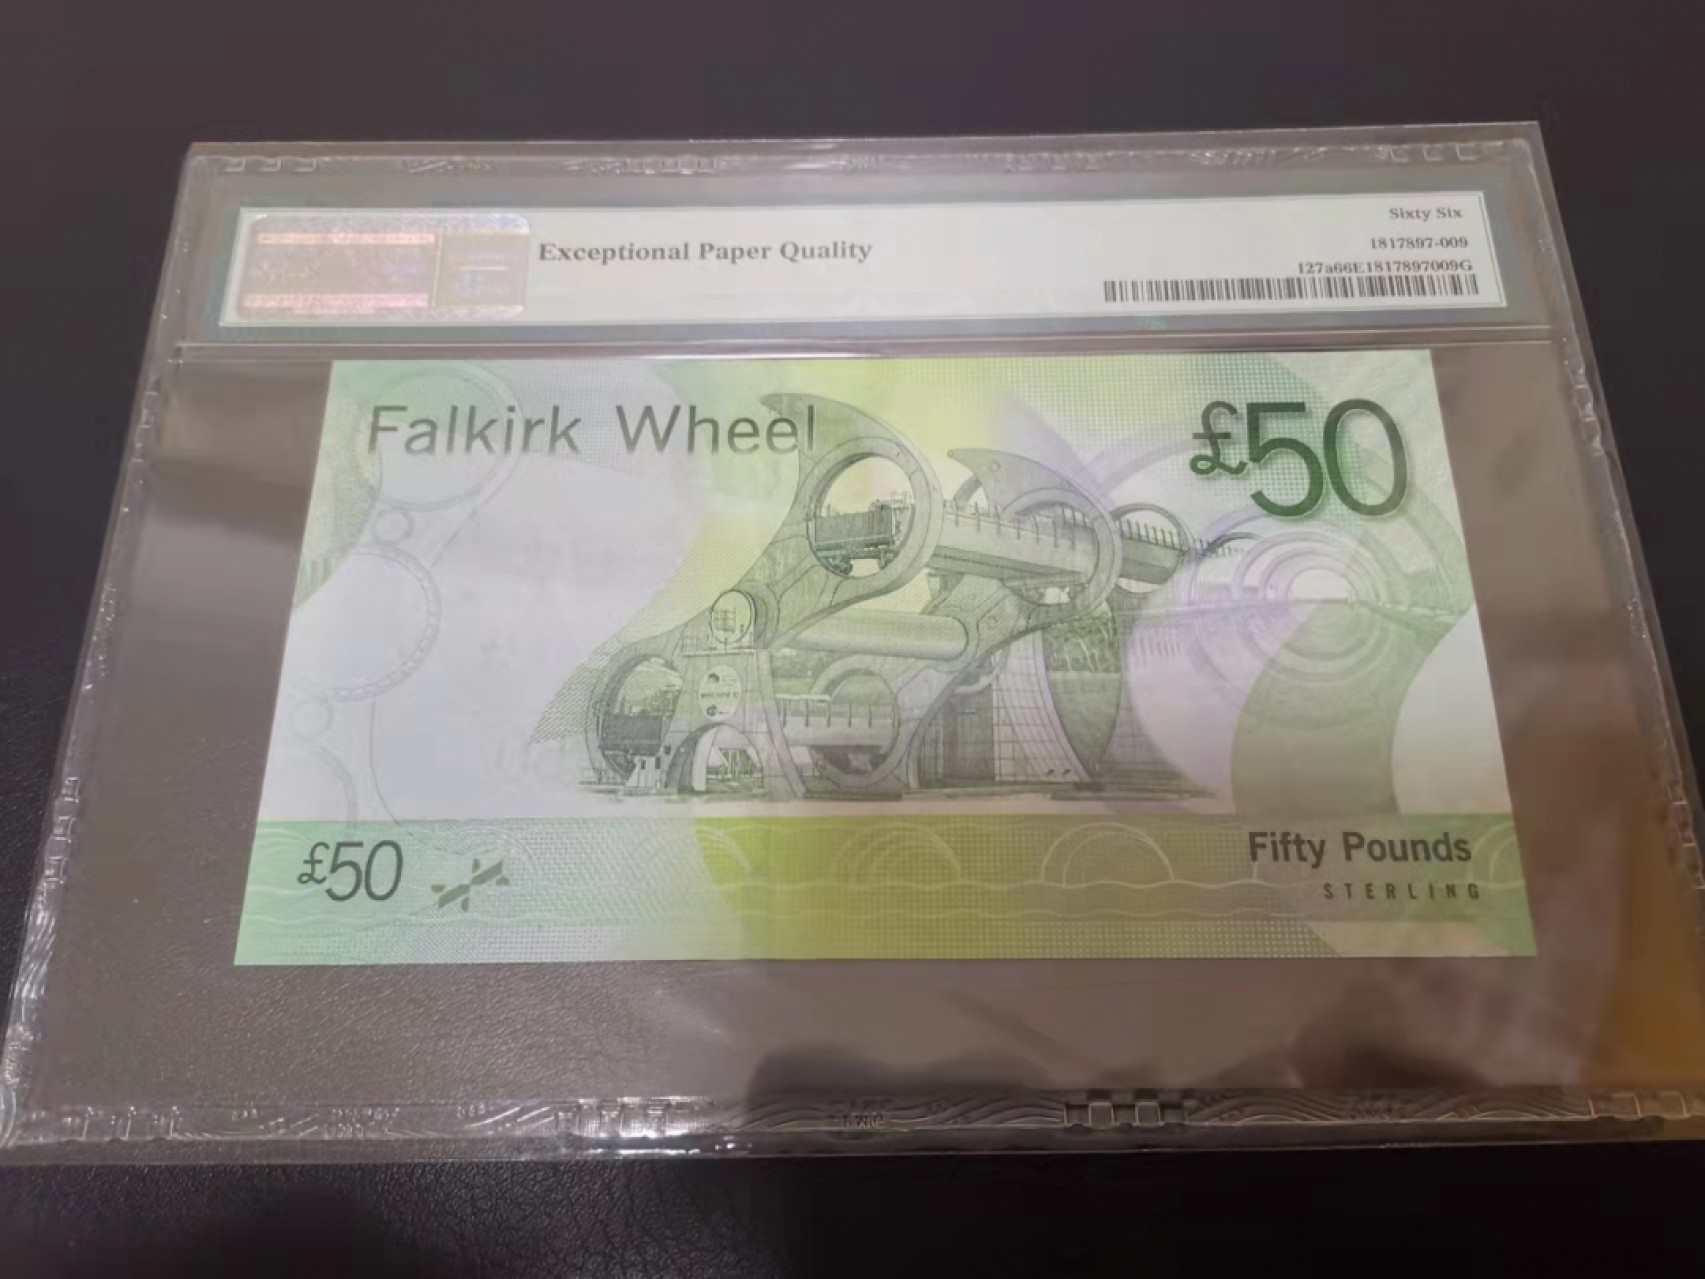 Sixty Six
Exceptional Paper Quality
1817897-009
127a66E1817897009G
Falkirk Wheel
£50
£50
Fifty Pounds
STERLING